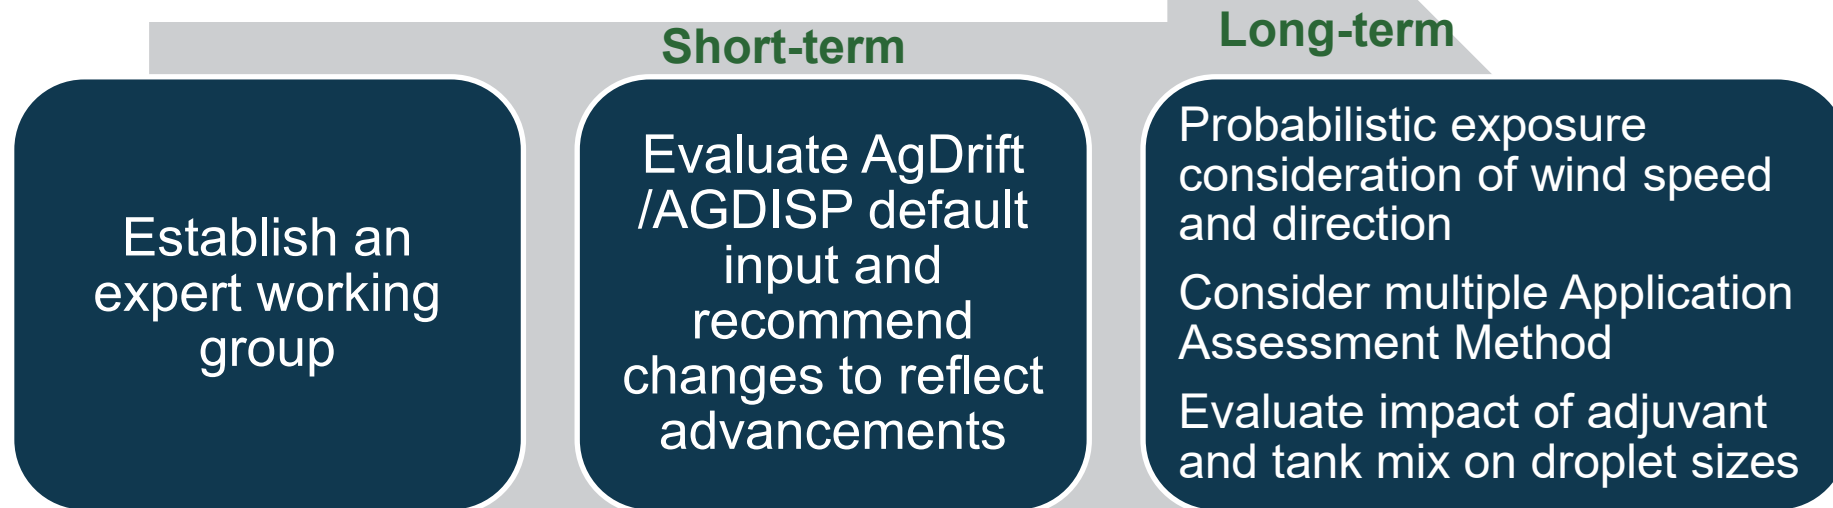 Short-term
Long-term
Establish an
expert working
group
Evaluate AgDrift
/AGDISP default
input and
recommend
changes to reflect
advancements
Probabilistic exposure
consideration of wind speed
and direction
Consider multiple Application
Assessment Method
Evaluate impact of adjuvant
and tank mix on droplet sizes